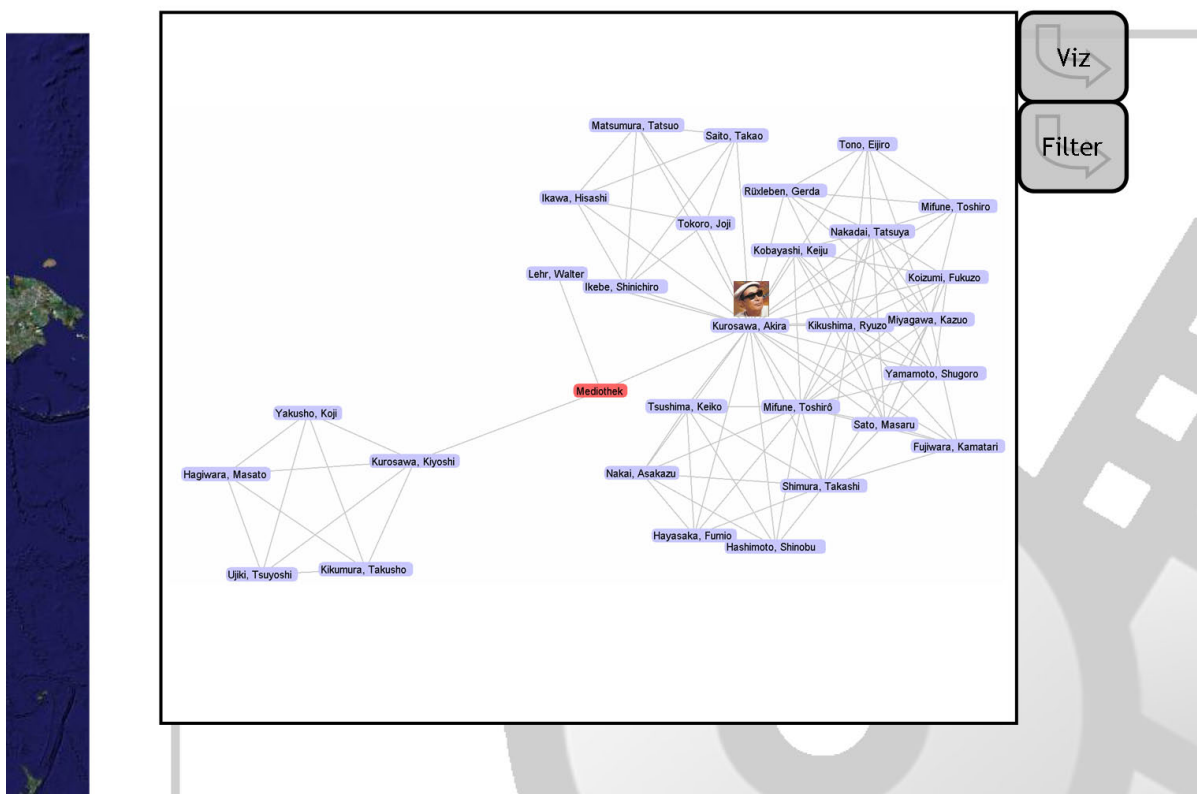 Viz
Filter
Matsumura, Tatsuo
Saito, Takao
Tono, Eijiro
Ikawa, Hisashi
Rüxleben, Gerda
Mifune, Toshiro
Tokoro, Joji
Nakadai, Tatsuya
Kobayashi, Keiju
Lehr, Walter
Ikebe, Shinichiro
Koizumi, Fukuzo
Kurosawa, Akira
Kikushima, Ryuzo
Miyagawa, Kazuo
Yamamoto, Shugoro
Mediothek
Tsushima, Keiko
Mifune, Toshirô
Yakusho, Koji
Sato, Masaru
Fujiwara, Kamatari
Kurosawa, Kiyoshi
Hagiwara, Masato
Nakai, Asakazu
Shimura, Takashi
Hayasaka, Fumio
Hashimoto, Shinobu
Ujiki, Tsuyoshi
Kikumura, Takusho